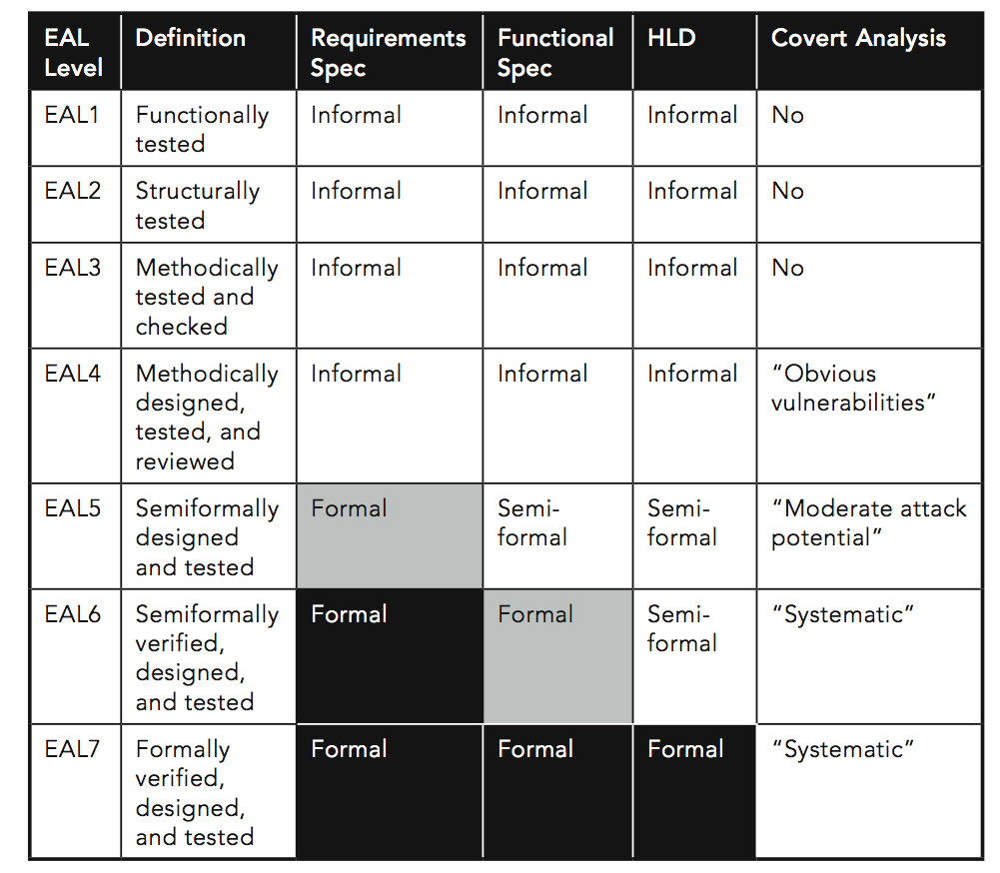 EAL Level Definition Requirements Spec Functional Spec HLD Covert Analysis
EAL1 Functionally tested Informal Informal Informal No
EAL2 Structurally tested Informal Informal Informal No
EAL3 Methodically tested and checked Informal Informal Informal No
EAL4 Methodically designed, tested, and reviewed Informal Informal Informal “Obvious vulnerabilities”
EAL5 Semiformally designed and tested Formal Semi-formal Semi-formal “Moderate attack potential”
EAL6 Semiformally verified, designed, and tested Formal Formal Semi-formal “Systematic”
EAL7 Formally verified, designed, and tested Formal Formal Formal “Systematic”